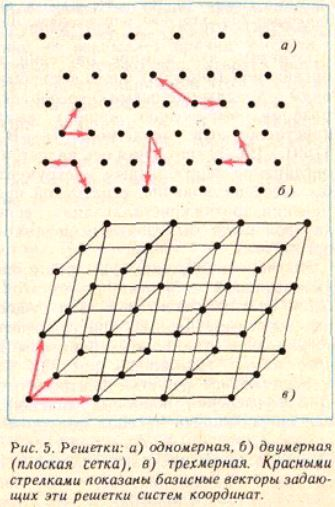 а)
б)
в)
Рис. 5. Решетки: а) одномерная, б) двумерная
(плоская сетка), в) трехмерная. Красными
стрелками показаны базисные векторы задаю-
щих эти решетки систем координат.